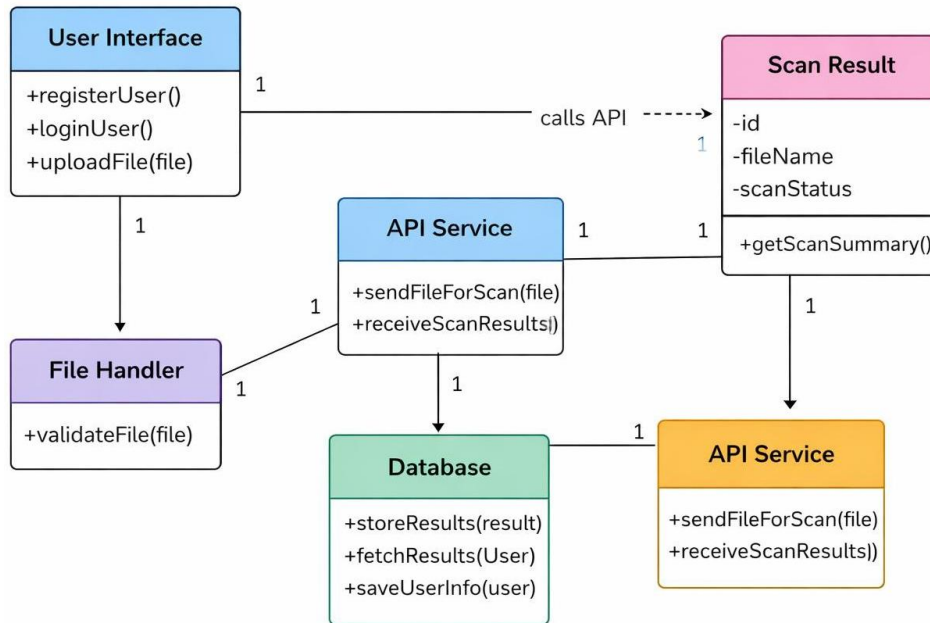 User Interface
+registerUser()
+loginUser()
+uploadFile(file)
1
calls API
1
Scan Result
-id
-fileName
-scanStatus
+getScanSummary()
1
API Service
+sendFileForScan(file)
+receiveScanResults()
1
1
1
1
1
1
File Handler
+validateFile(file)
Database
+storeResults(result)
+fetchResults(User)
+saveUserInfo(user)
1
API Service
+sendFileForScan(file)
+receiveScanResults))